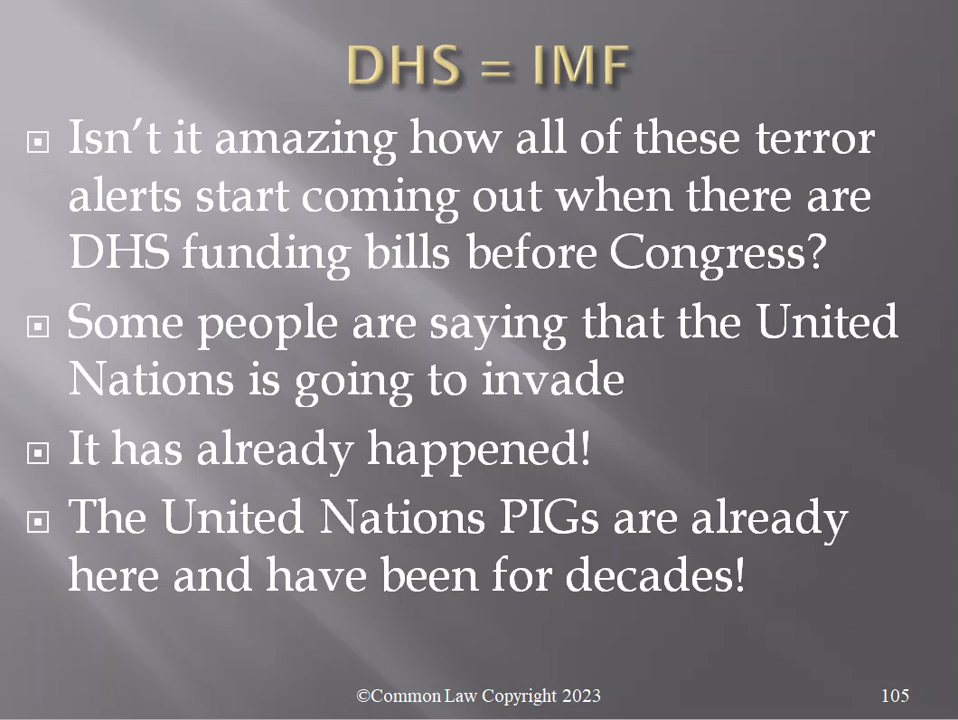 DHS = IMF
Isn't it amazing how all of these terror
alerts start coming out when there are
DHS funding bills before Congress?
Some people are saying that the United
Nations is going to invade
It has already happened!
The United Nations PIGs are already
here and have been for decades!
©Common Law Copyright 2023
105